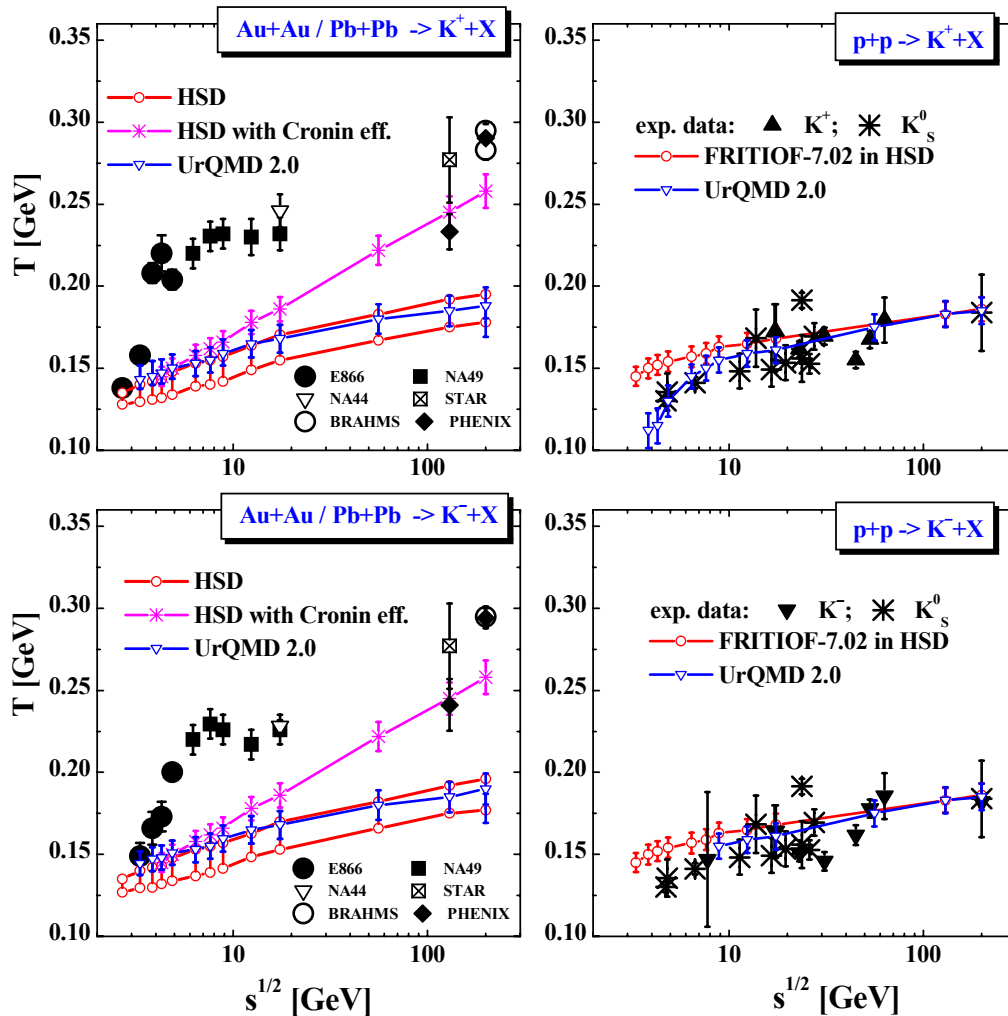 Au+Au / Pb+Pb -> K⁺+X
HSD
HSD with Cronin eff.
UrQMD 2.0
E866
NA49
NA44
STAR
BRAHMS
PHENIX
T [GeV]
0.35
0.30
0.25
0.20
0.15
0.10
10
100
p+p -> K⁺+X
exp. data: K⁺; K⁰S
FRITIOF-7.02 in HSD
UrQMD 2.0
0.35
0.30
0.25
0.20
0.15
0.10
10
100
Au+Au / Pb+Pb -> K⁻+X
HSD
HSD with Cronin eff.
UrQMD 2.0
E866
NA49
NA44
STAR
BRAHMS
PHENIX
T [GeV]
0.35
0.30
0.25
0.20
0.15
0.10
10
100
s^1/2 [GeV]
p+p -> K⁻+X
exp. data: K⁻; K⁰S
FRITIOF-7.02 in HSD
UrQMD 2.0
0.35
0.30
0.25
0.20
0.15
0.10
10
100
s^1/2 [GeV]